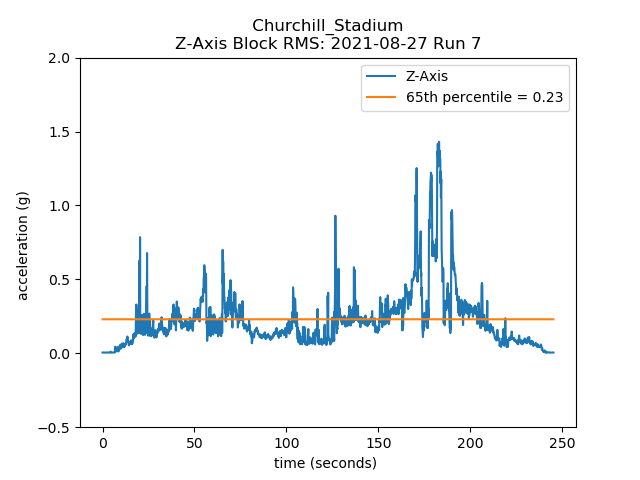 Churchill_Stadium
Z-Axis Block RMS: 2021-08-27 Run 7
2.0
Z-Axis
65th percentile = 0.23
1.5
1.0
acceleration (g)
0.5
0.0
−0.5
0 50 100 150 200 250
time (seconds)